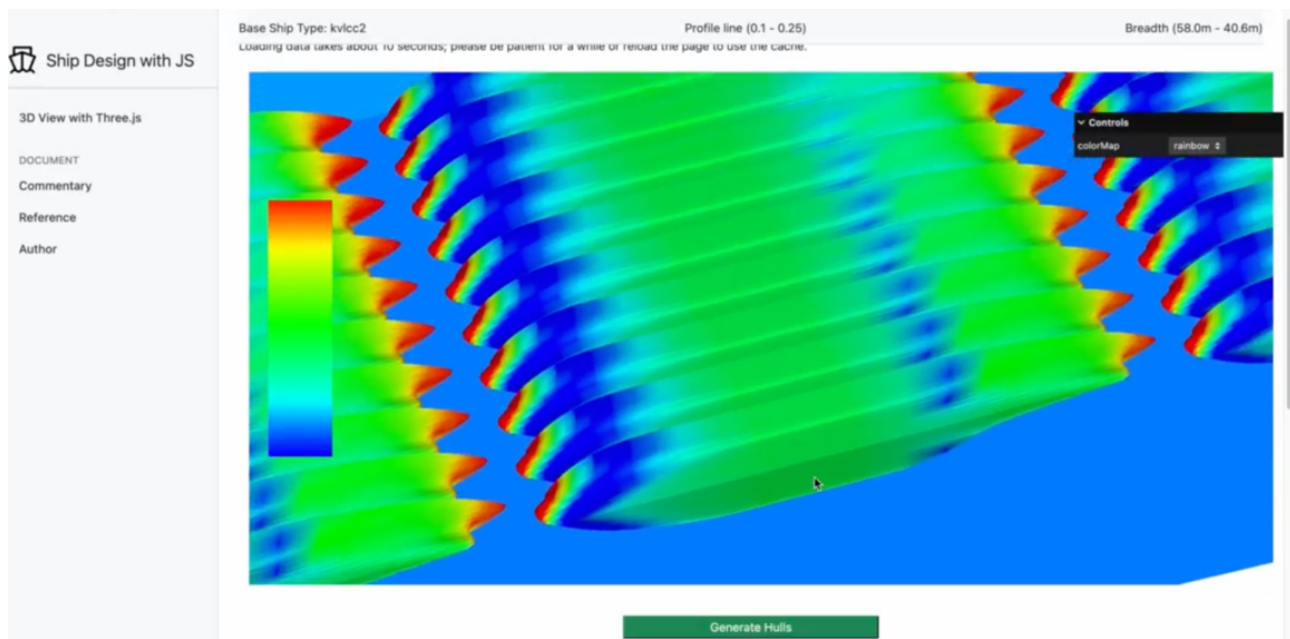 Ship Design with JS
3D View with Three.js
DOCUMENT
Commentary
Reference
Author
Base Ship Type: kvlcc2
Profile line (0.1 - 0.25)
Breadth (58.0m - 40.6m)
Loading data takes about 10 seconds; please be patient for a while or reload the page to use the cache.
Controls
colorMap
rainbow
Generate Hulls